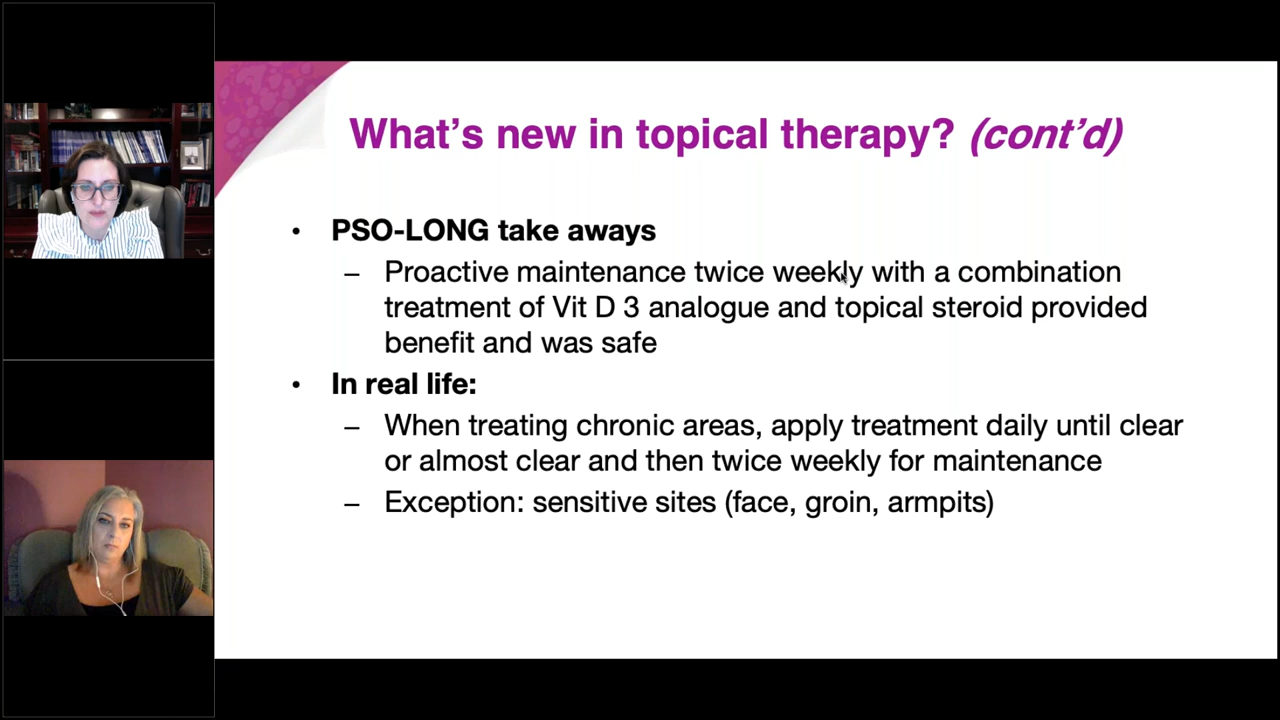 What's new in topical therapy? (cont'd)
• PSO-LONG take aways
– Proactive maintenance twice weekly with a combination
treatment of Vit D 3 analogue and topical steroid provided
benefit and was safe
• In real life:
– When treating chronic areas, apply treatment daily until clear
or almost clear and then twice weekly for maintenance
– Exception: sensitive sites (face, groin, armpits)